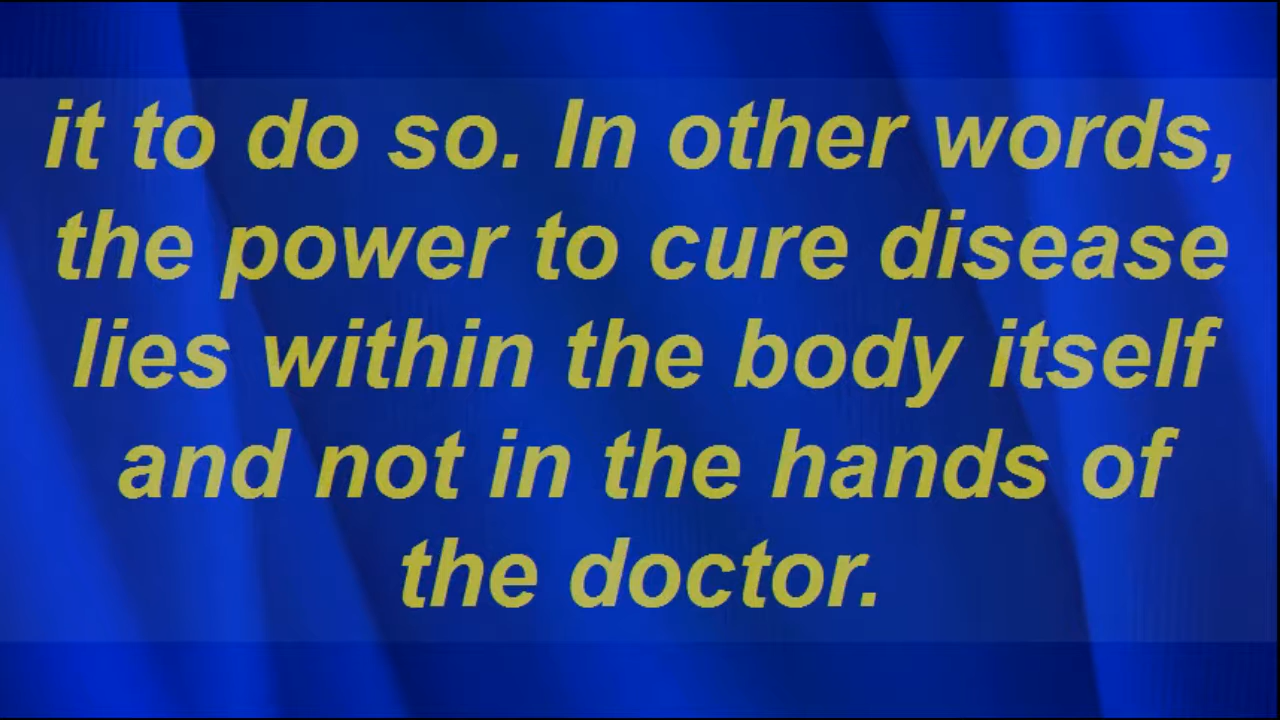 it to do so. In other words,
the power to cure disease
lies within the body itself
and not in the hands of
the doctor.